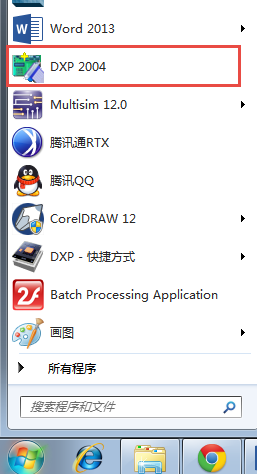 Word 2013
DXP 2004
Multisim 12.0
腾讯通RTX
腾讯QQ
CorelDRAW 12
DXP - 快捷方式
Batch Processing Application
画图
所有程序
搜索程序和文件